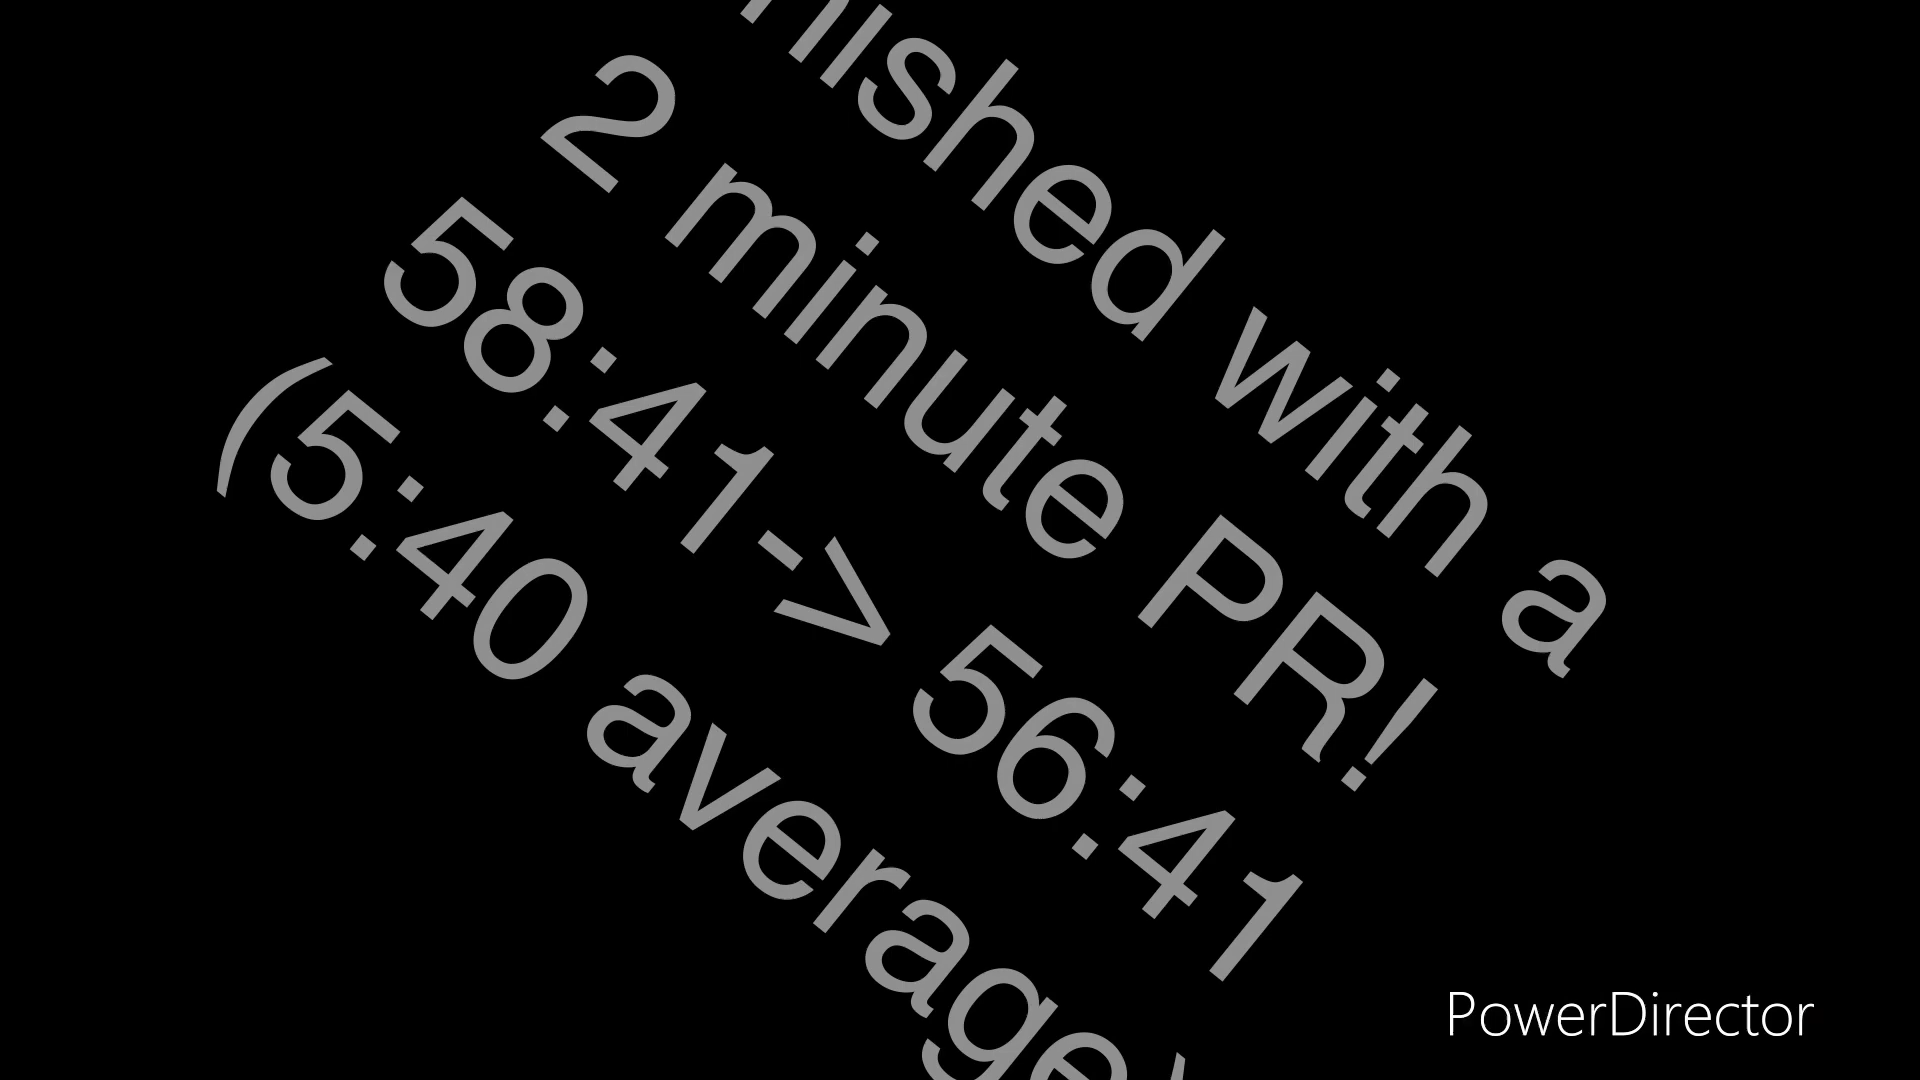 nished with a
2 minute PR!
58:41-> 56:41
(5:40 average)
PowerDirector